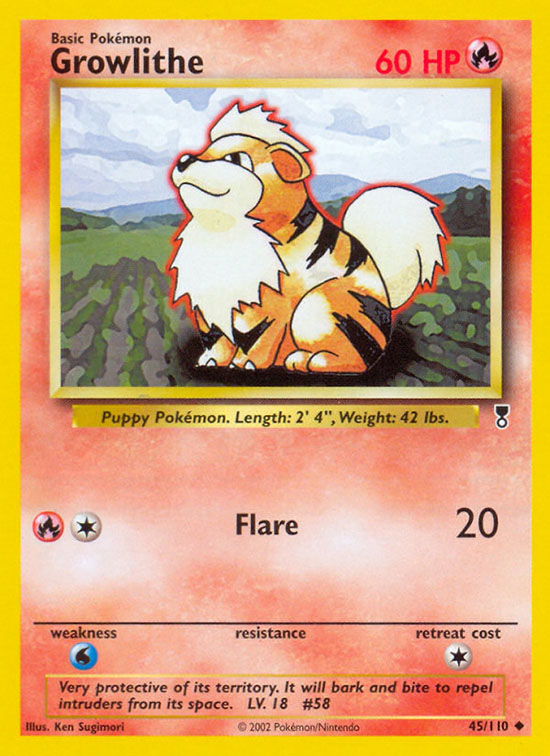 Basic Pokémon
Growlithe
60 HP
Puppy Pokémon. Length: 2' 4", Weight: 42 lbs.
Flare
20
weakness
resistance
retreat cost
Very protective of its territory. It will bark and bite to repel
intruders from its space. LV. 18 #58
Illus. Ken Sugimori
© 2002 Pokémon/Nintendo
45/110